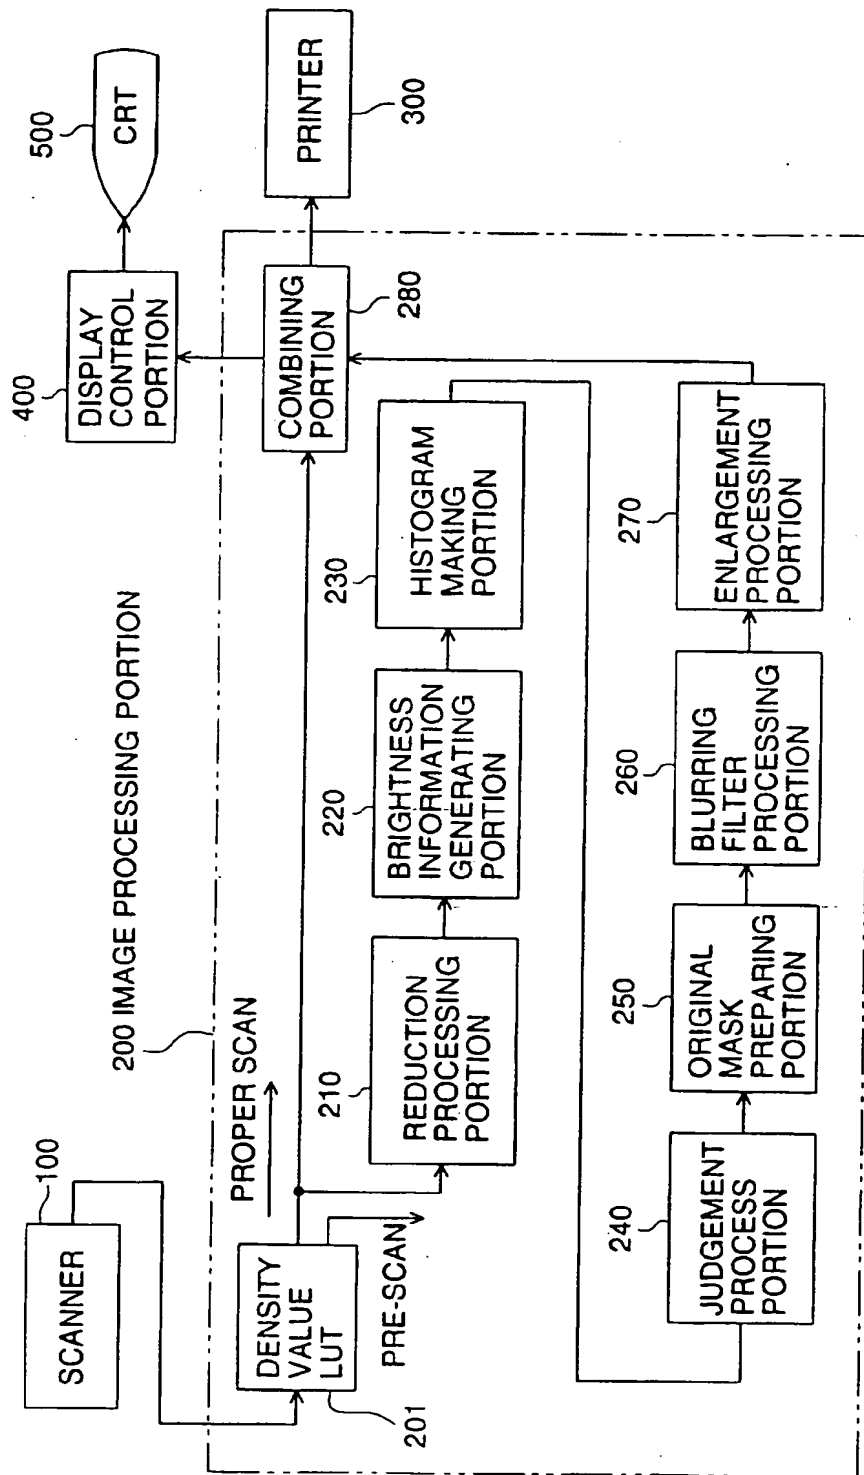 100
SCANNER
200 IMAGE PROCESSING PORTION
400
DISPLAY
CONTROL
PORTION
500
CRT
PROPER SCAN
DENSITY
VALUE
LUT
201
PRE-SCAN
COMBINING
PORTION
280
PRINTER
300
210
REDUCTION
PROCESSING
PORTION
220
BRIGHTNESS
INFORMATION
GENERATING
PORTION
230
HISTOGRAM
MAKING
PORTION
240
JUDGEMENT
PROCESS
PORTION
250
ORIGINAL
MASK
PREPARING
PORTION
260
BLURRING
FILTER
PROCESSING
PORTION
270
ENLARGEMENT
PROCESSING
PORTION